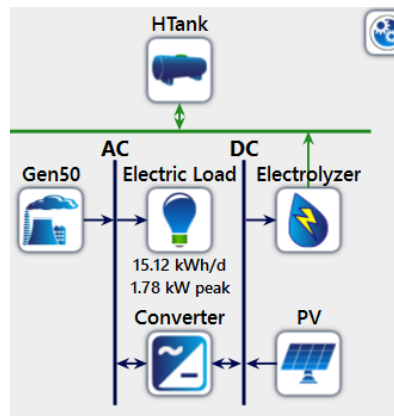 HTank
AC
DC
Gen50
Electric Load
Electrolyzer
15.12 kWh/d
1.78 kW peak
Converter
PV